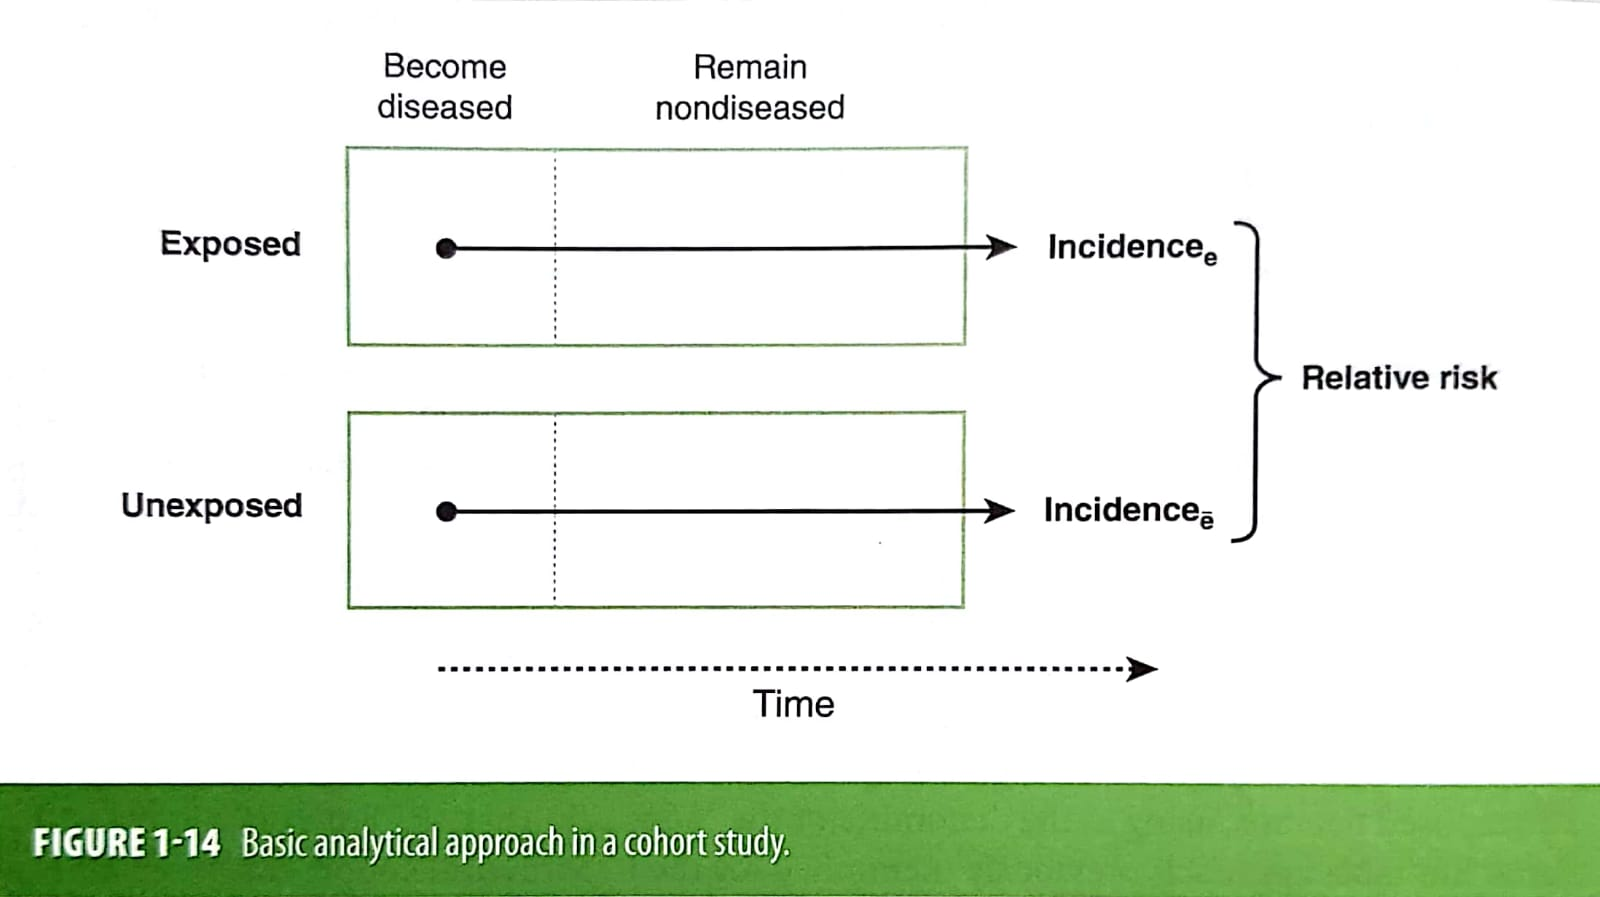 Become
diseased
Remain
nondiseased
Exposed
Incidenceₑ
Relative risk
Unexposed
Incidenceₑ̄
Time
FIGURE 1-14 Basic analytical approach in a cohort study.